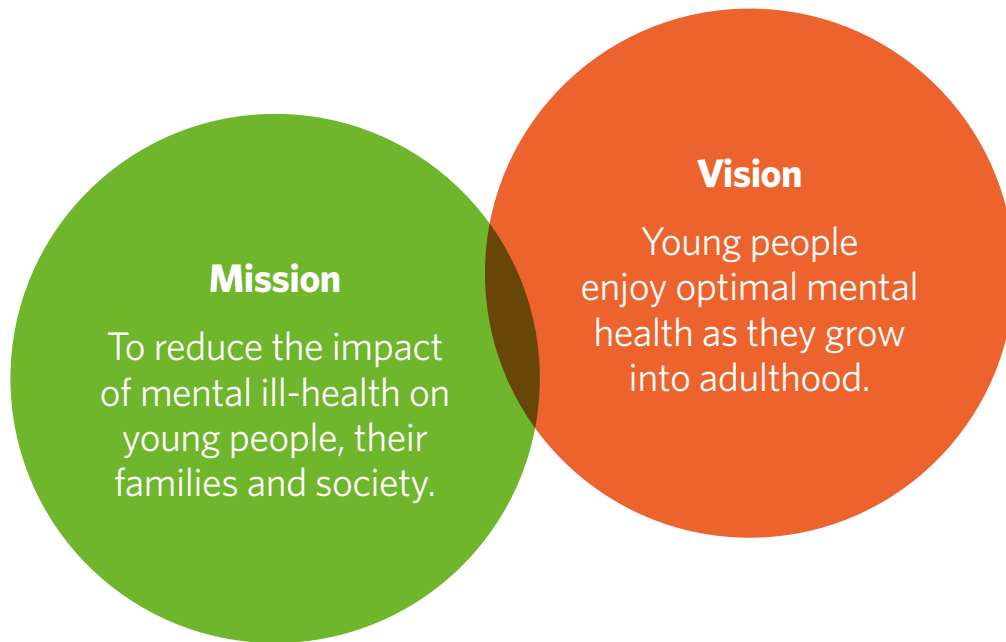 Mission
To reduce the impact
of mental ill-health on
young people, their
families and society.
Vision
Young people
enjoy optimal mental
health as they grow
into adulthood.